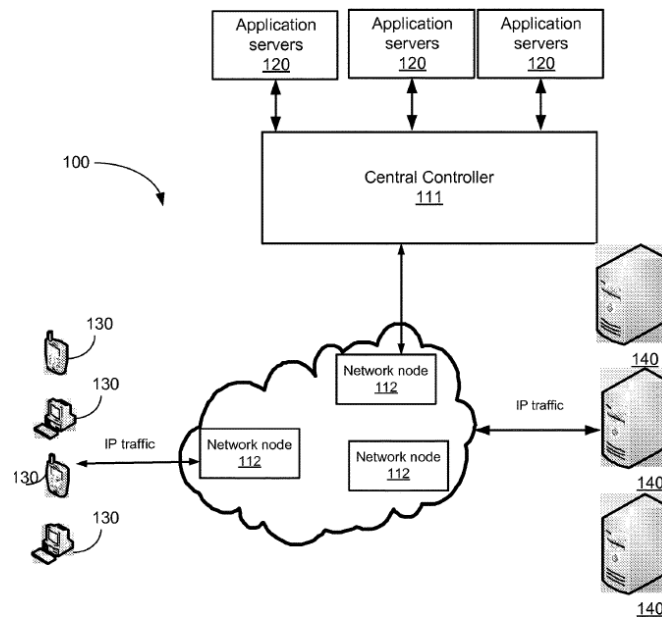 Application
servers
120
Application
servers
120
Application
servers
120
100
Central Controller
111
130
140
Network node
112
130
IP traffic
IP traffic
Network node
112
Network node
112
130
140
130
140